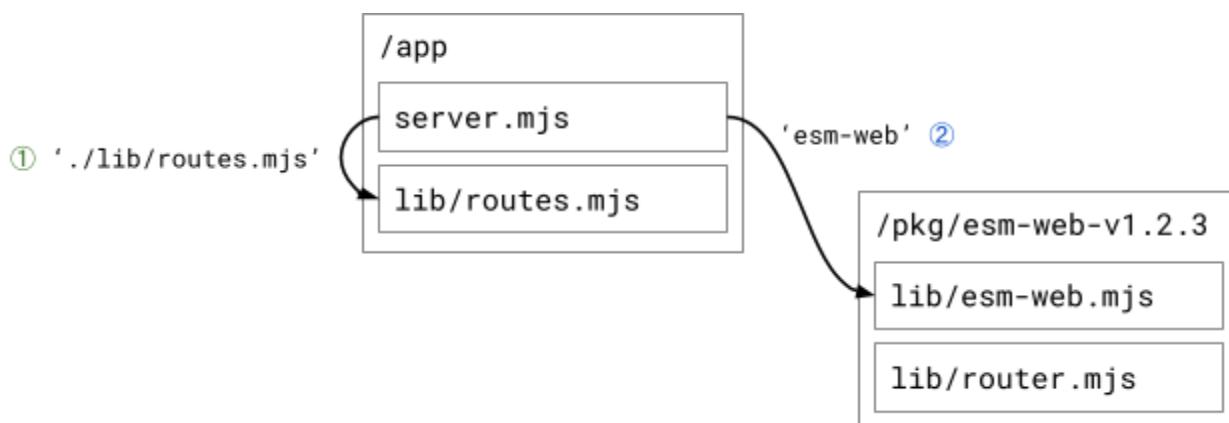 /app
server.mjs
① ‘./lib/routes.mjs’
lib/routes.mjs
‘esm-web’ ②
/pkg/esm-web-v1.2.3
lib/esm-web.mjs
lib/router.mjs